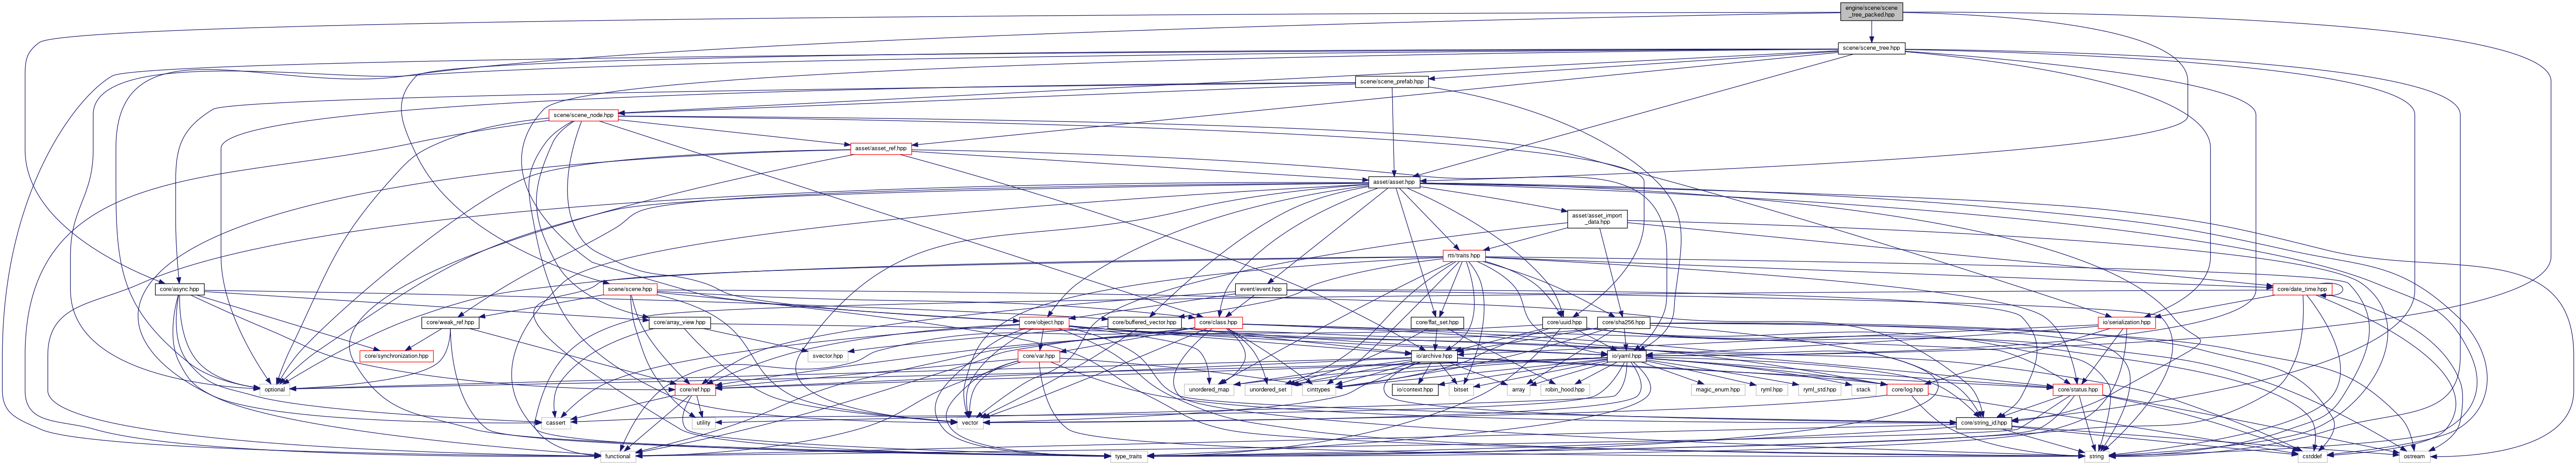 engine/scene/scene
_tree_packed.hpp
scene/scene_tree.hpp
scene/scene_prefab.hpp
scene/scene_node.hpp
asset/asset_ref.hpp
asset/asset.hpp
asset/asset_import
_data.hpp
rtti/traits.hpp
core/async.hpp
scene/scene.hpp
event/event.hpp
core/date_time.hpp
core/weak_ref.hpp
core/array_view.hpp
core/object.hpp
core/buffered_vector.hpp
core/class.hpp
core/flat_set.hpp
core/uuid.hpp
core/sha256.hpp
io/serialization.hpp
core/synchronization.hpp
svector.hpp
core/var.hpp
io/archive.hpp
io/yaml.hpp
optional
core/ref.hpp
unordered_map
unordered_set
cinttypes
io/context.hpp
bitset
array
robin_hood.hpp
magic_enum.hpp
ryml.hpp
ryml_std.hpp
stack
core/log.hpp
core/status.hpp
cassert
utility
vector
core/string_id.hpp
functional
type_traits
string
cstddef
ostream